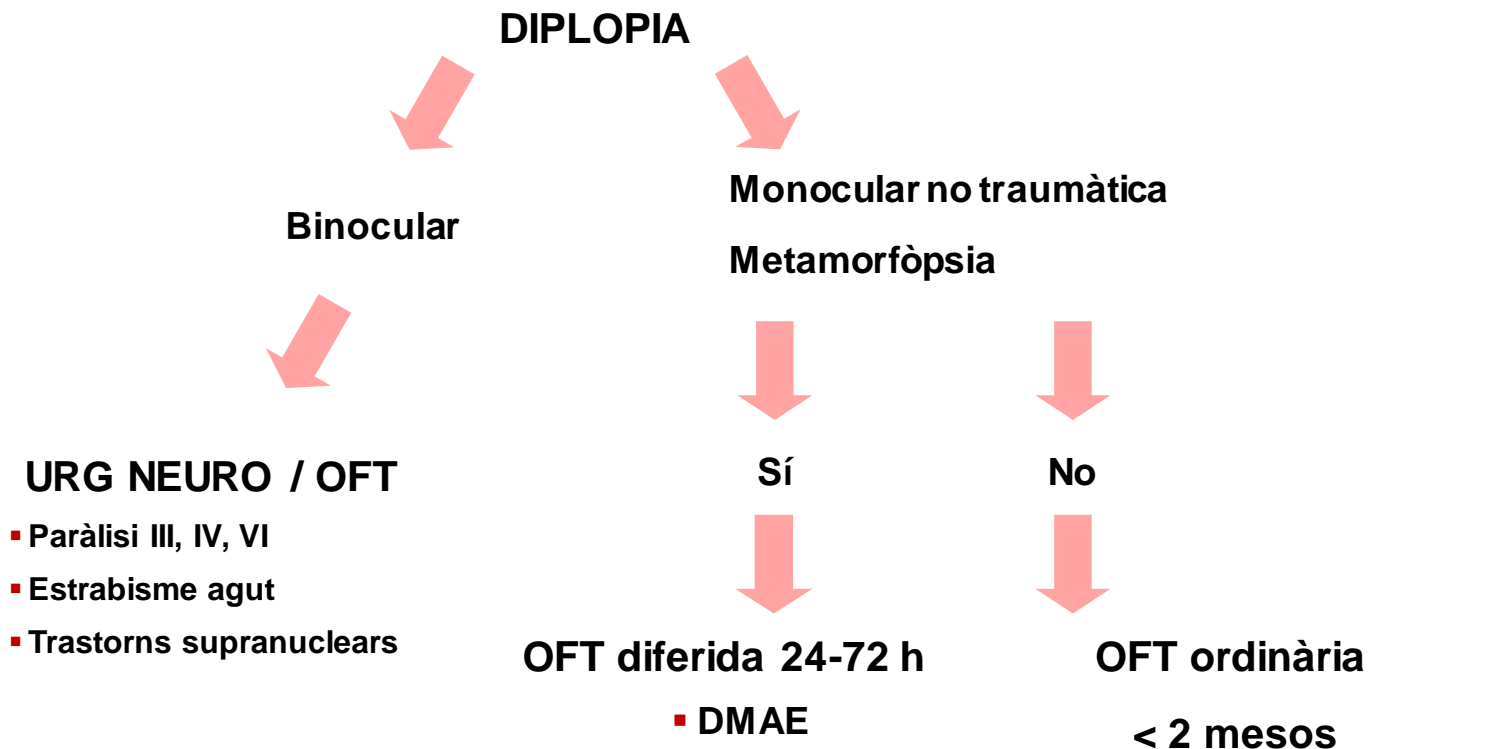 DIPLOPIA
Binocular
Monocular no traumàtica
Metamorfòpsia
URG NEURO / OFT
▪ Paràlisi III, IV, VI
▪ Estrabisme agut
▪ Trastorns supranuclears
Sí
No
OFT diferida 24-72 h
▪ DMAE
OFT ordinària
< 2 mesos